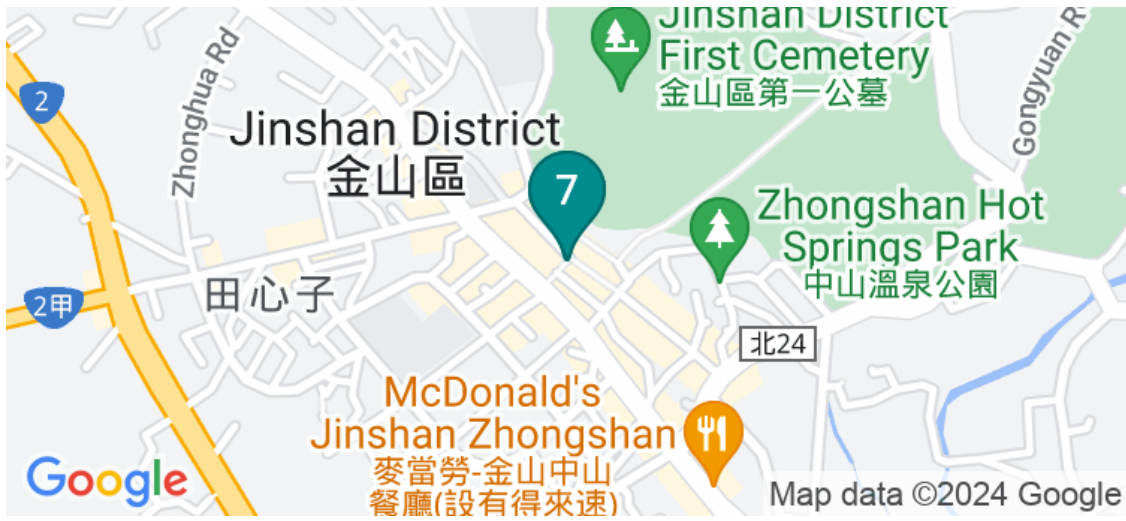 Jinshan District
First Cemetery
金山區第一公墓
Gongyuan R
2
Zhonghua Rd
Jinshan District
金山區
7
Zhongshan Hot
Springs Park
中山溫泉公園
田心子
2甲
北24
McDonald's
Jinshan Zhongshan
麥當勞-金山中山
餐廳(設有得來速)
Google
Map data ©2024 Google